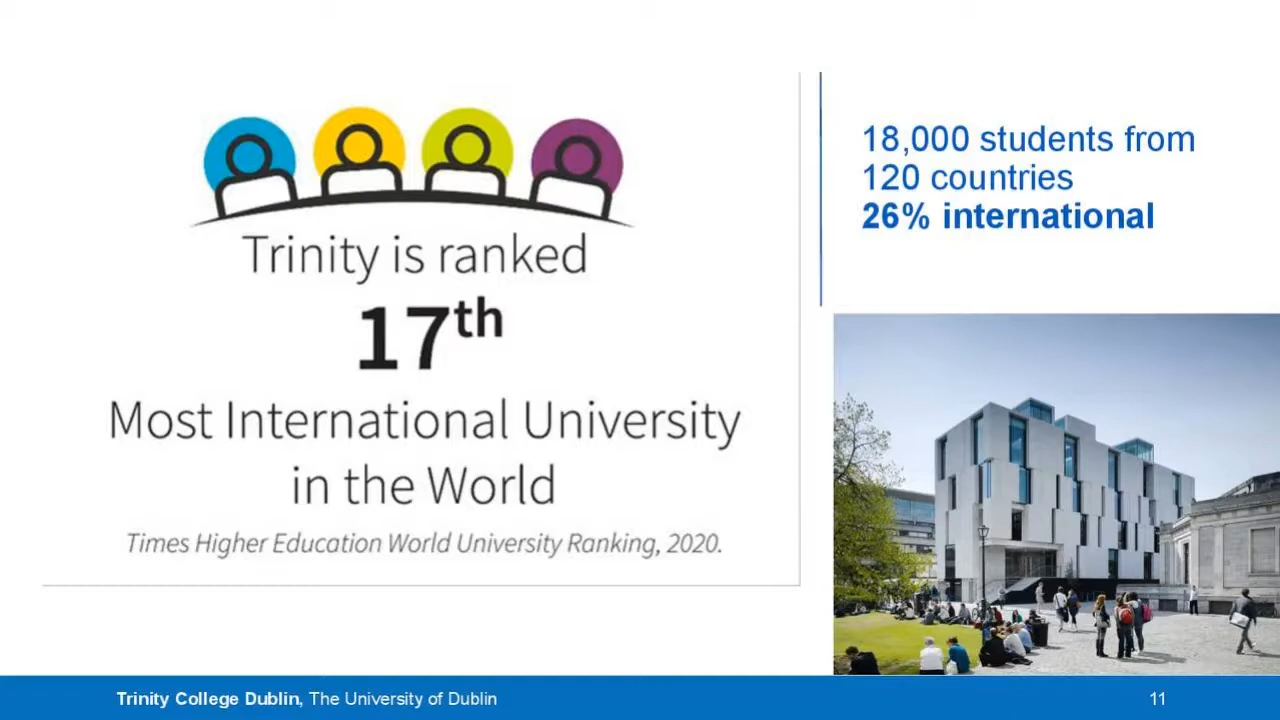 Trinity is ranked
17th
Most International University
in the World
Times Higher Education World University Ranking, 2020.
18,000 students from
120 countries
26% international
Trinity College Dublin, The University of Dublin
11